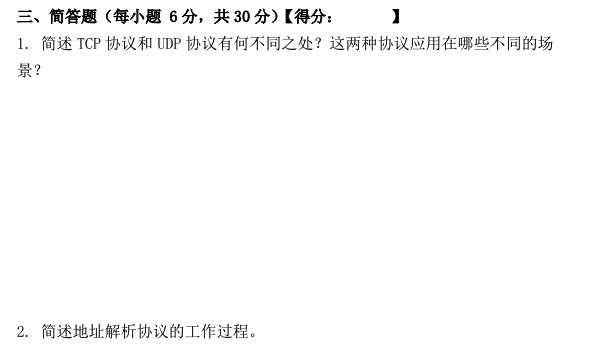 三、简答题（每小题 6 分，共 30 分）【得分：      】
1. 简述 TCP 协议和 UDP 协议有何不同之处？这两种协议应用在哪些不同的场
景？
2. 简述地址解析协议的工作过程。